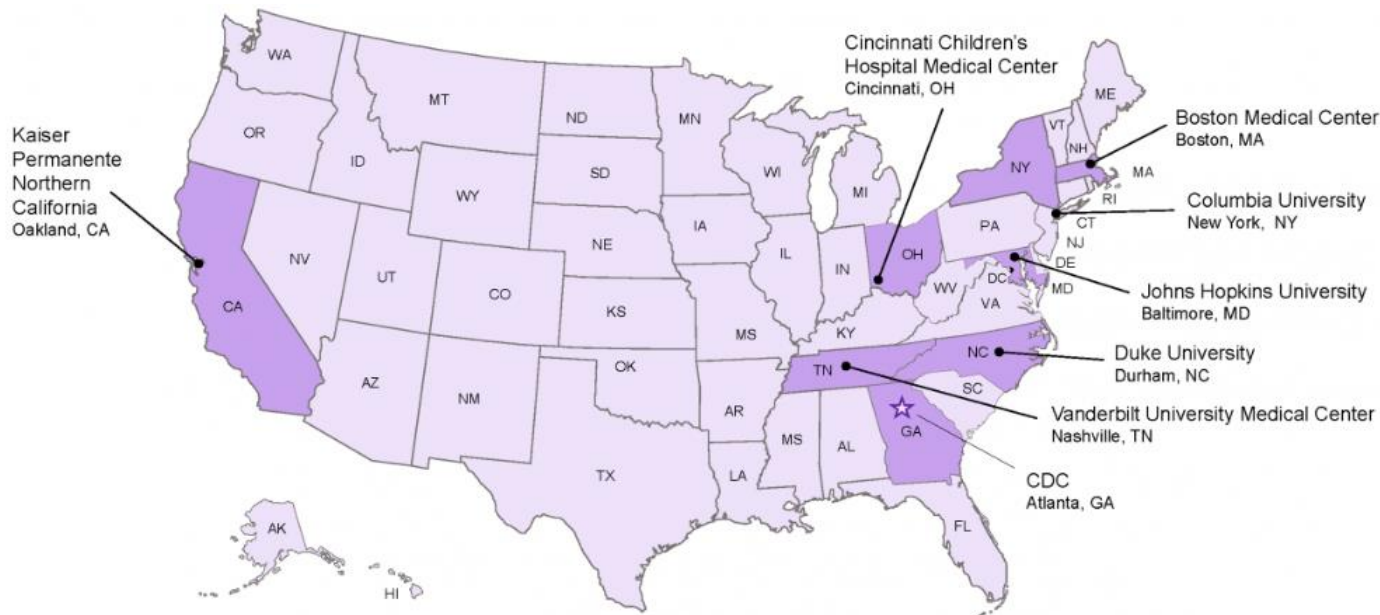 Cincinnati Children's
Hospital Medical Center
Cincinnati, OH
Kaiser
Permanente
Northern
California
Oakland, CA
Boston Medical Center
Boston, MA
Columbia University
New York, NY
Johns Hopkins University
Baltimore, MD
Duke University
Durham, NC
Vanderbilt University Medical Center
Nashville, TN
CDC
Atlanta, GA
WA
OR
CA
NV
ID
MT
WY
UT
AZ
CO
NM
ND
SD
NE
KS
OK
TX
MN
IA
MS
AR
LA
WI
IL
MI
IN
OH
KY
TN
MS
AL
GA
FL
SC
NC
VA
WV
DC
PA
NY
VT
NH
ME
MA
RI
CT
NJ
DE
MD
AK
HI